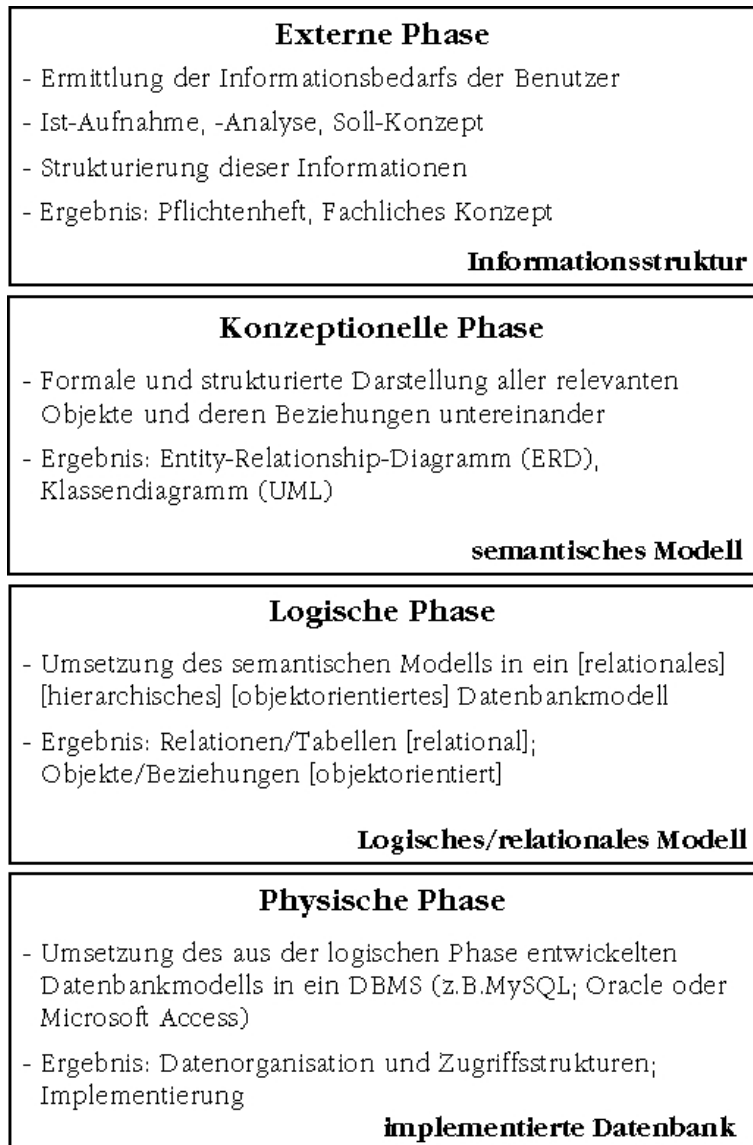 Externe Phase
- Ermittlung der Informationsbedarfs der Benutzer
- Ist-Aufnahme, -Analyse, Soll-Konzept
- Strukturierung dieser Informationen
- Ergebnis: Pflichtenheft, Fachliches Konzept
Informationsstruktur
Konzeptionelle Phase
- Formale und strukturierte Darstellung aller relevanten
Objekte und deren Beziehungen untereinander
- Ergebnis: Entity-Relationship-Diagramm (ERD),
Klassendiagramm (UML)
semantisches Modell
Logische Phase
- Umsetzung des semantischen Modells in ein [relationales]
[hierarchisches] [objektorientiertes] Datenbankmodell
- Ergebnis: Relationen/Tabellen [relational];
Objekte/Beziehungen [objektorientiert]
Logisches/relationales Modell
Physische Phase
- Umsetzung des aus der logischen Phase entwickelten
Datenbankmodells in ein DBMS (z.B.MySQL; Oracle oder
Microsoft Access)
- Ergebnis: Datenorganisation und Zugriffsstrukturen;
Implementierung
implementierte Datenbank